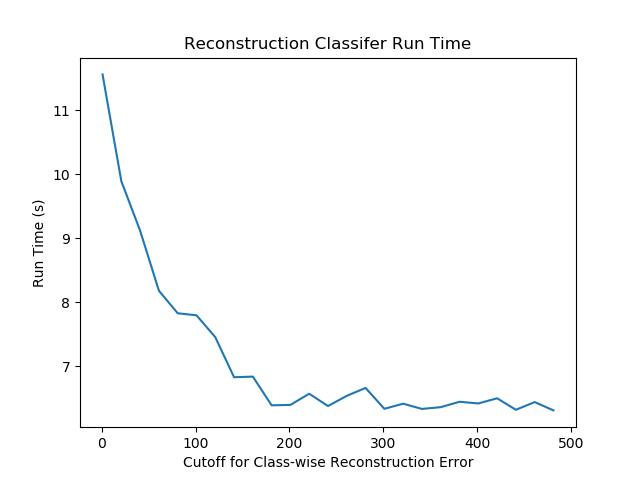 Reconstruction Classifer Run Time
11
10
9
8
7
Run Time (s)
0 100 200 300 400 500
Cutoff for Class-wise Reconstruction Error